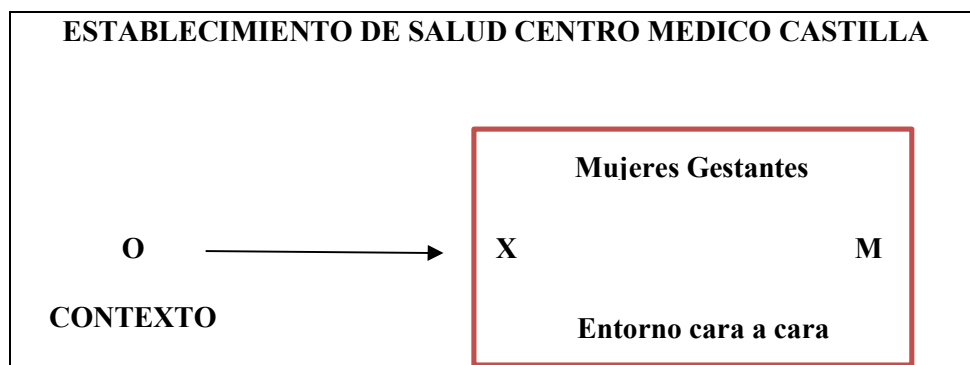 ESTABLECIMIENTO DE SALUD CENTRO MEDICO CASTILLA
Mujeres Gestantes
O X M
CONTEXTO
Entorno cara a cara